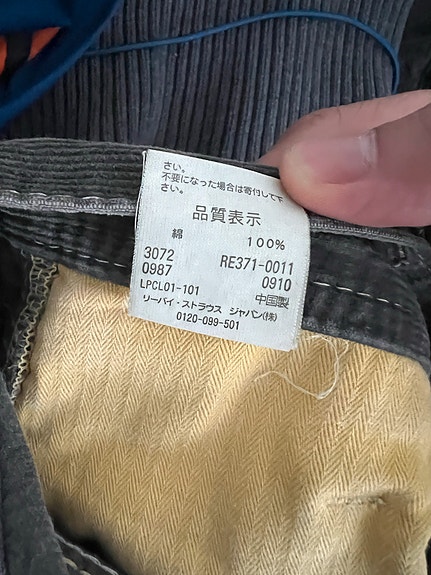 さい。
不要になった場合は寄付して下
さい。
品質表示
綿 100%
3072 RE371-0011
0987 0910
LPCL01-101 中国製
リーバイ・ストラウス ジャパン(株)
0120-099-501